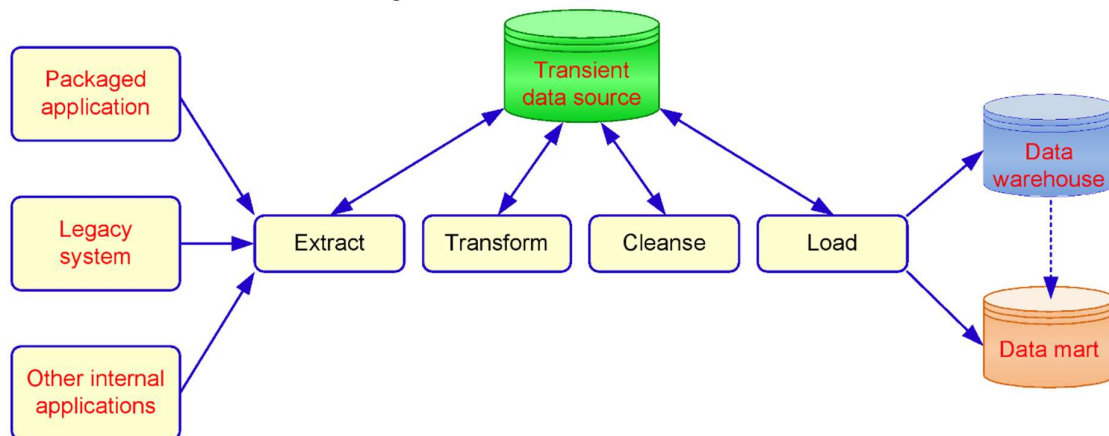 Packaged
application
Transient
data source
Data
warehouse
Legacy
system
Extract
Transform
Cleanse
Load
Data mart
Other internal
applications